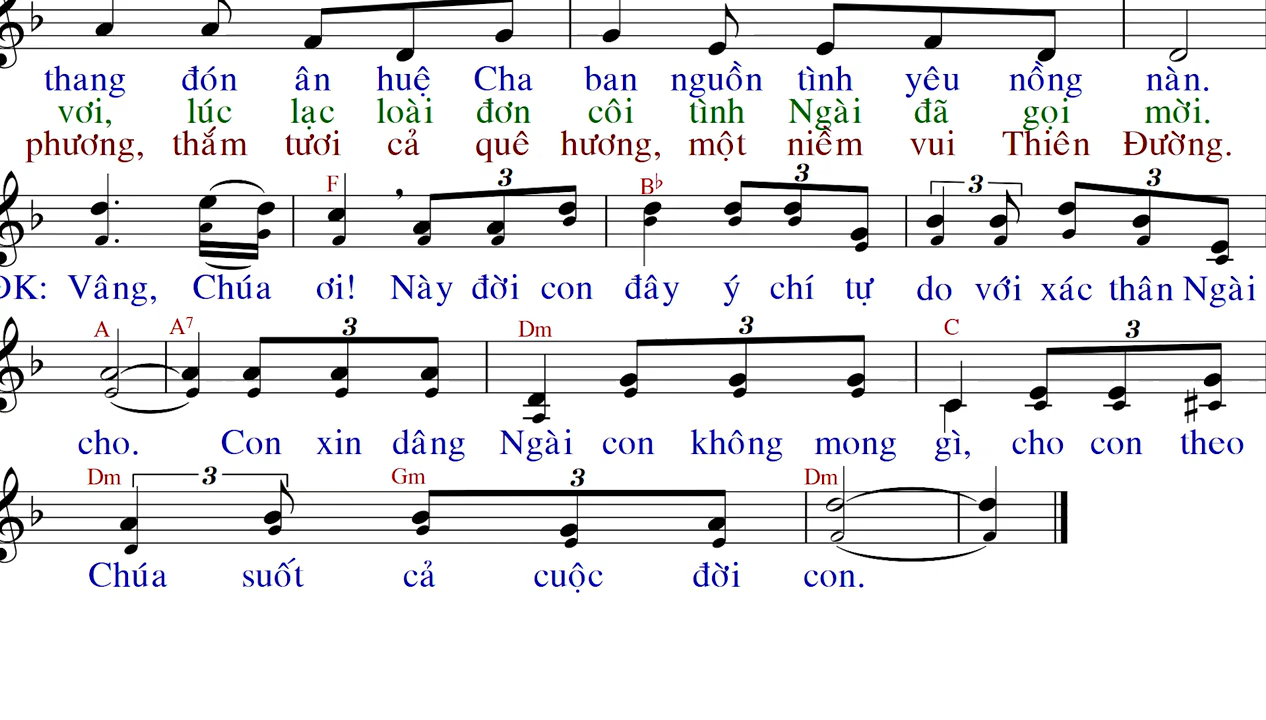 thang đón ân huệ Cha ban nguồn tình yêu nồng nàn.
vơi, lúc lạc loài đơn côi tình Ngài đã gọi mời.
phương, thắm tươi cả quê hương, một niềm vui Thiên Đường.
F 3 B♭ 3 3 3
ĐK: Vâng, Chúa ơi! Này đời con đây ý chí tự do với xác thân Ngài
A A7 3 Dm 3 C 3
cho. Con xin dâng Ngài con không mong gì, cho con theo
Dm 3 Gm 3 Dm
Chúa suốt cả cuộc đời con.